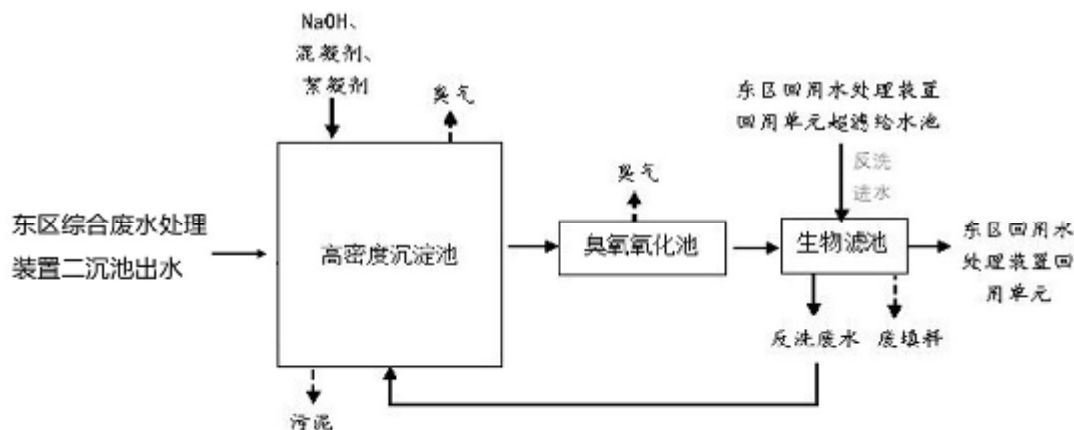 NaOH、
混凝剂、
絮凝剂
臭气
东区回用水处理装置
回用单元超滤给水池
反洗
进水
臭气
东区综合废水处理
装置二沉池出水
高密度沉淀池
臭氧氧化池
生物滤池
东区回用水
处理装置回
用单元
反洗废水
废填料
污泥